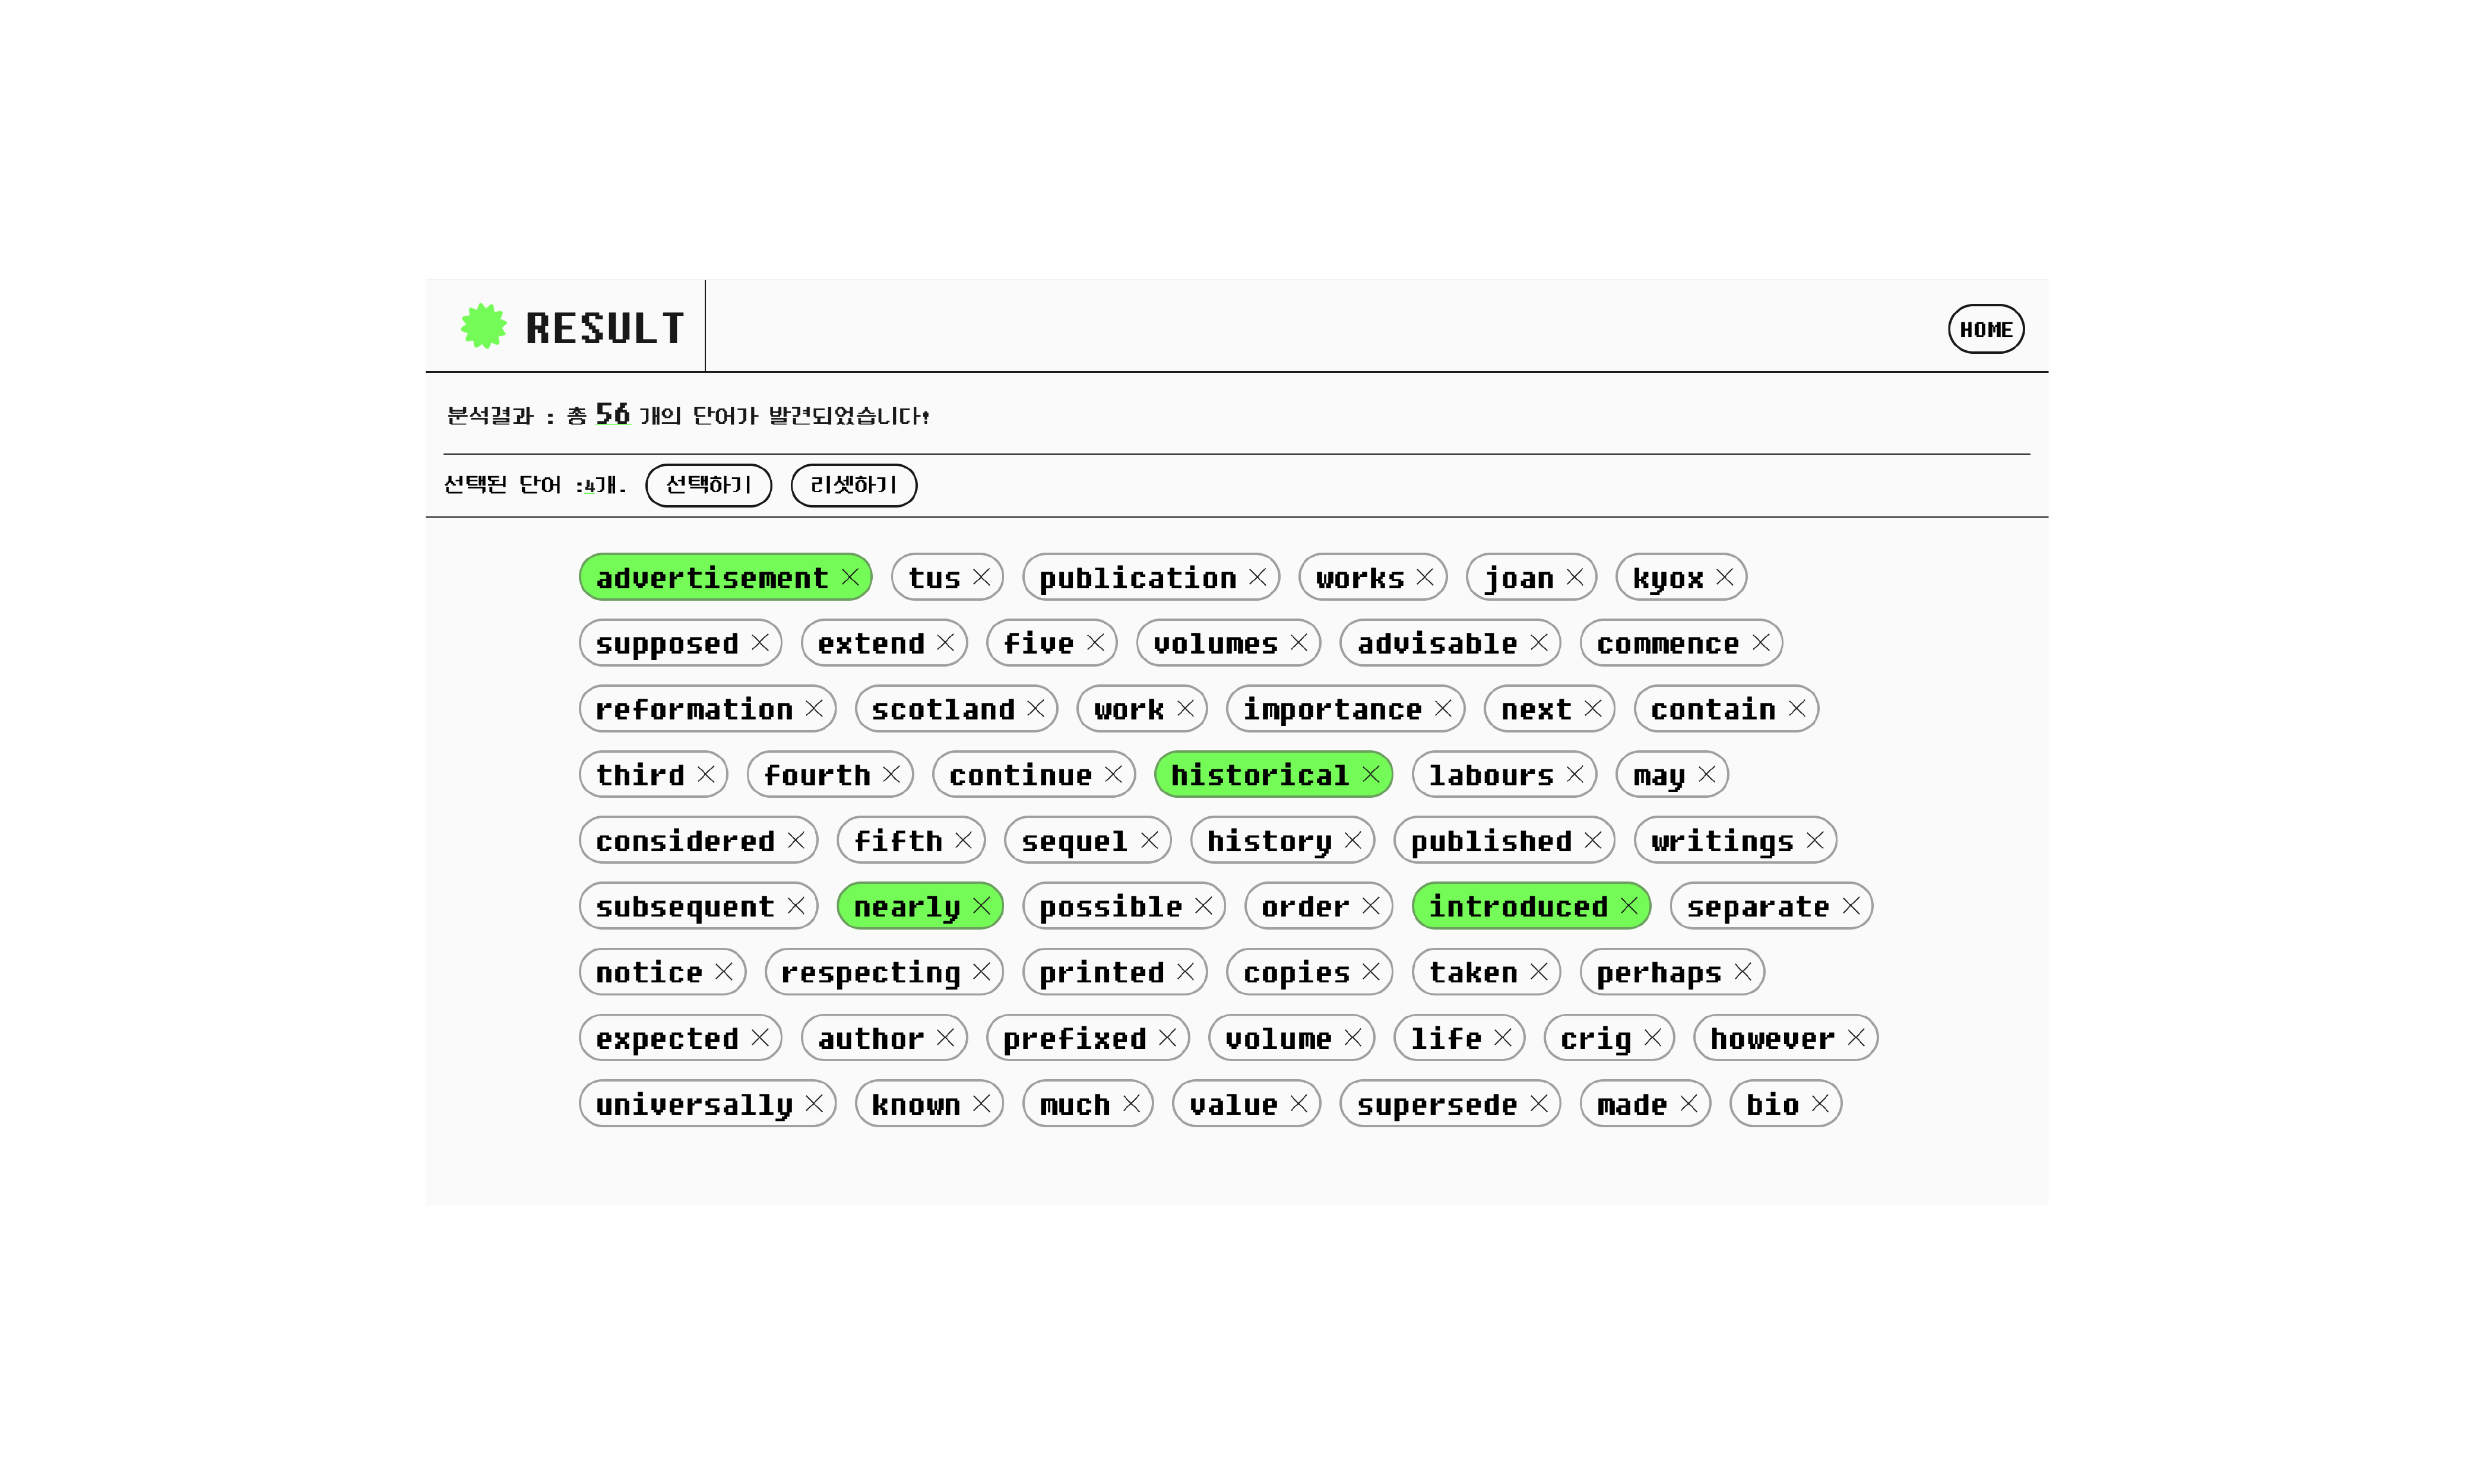 RESULT
HOME
분석결과 : 총 56 개의 단어가 발견되었습니다!
선택된 단어 :4개. 선택하기 리셋하기
advertisement tus publication works joan kyox
supposed extend five volumes advisable commence
reformation scotland work importance next contain
third fourth continue historical labours may
considered fifth sequel history published writings
subsequent nearly possible order introduced separate
notice respecting printed copies taken perhaps
expected author prefixed volume life crig however
universally known much value supersede made bio